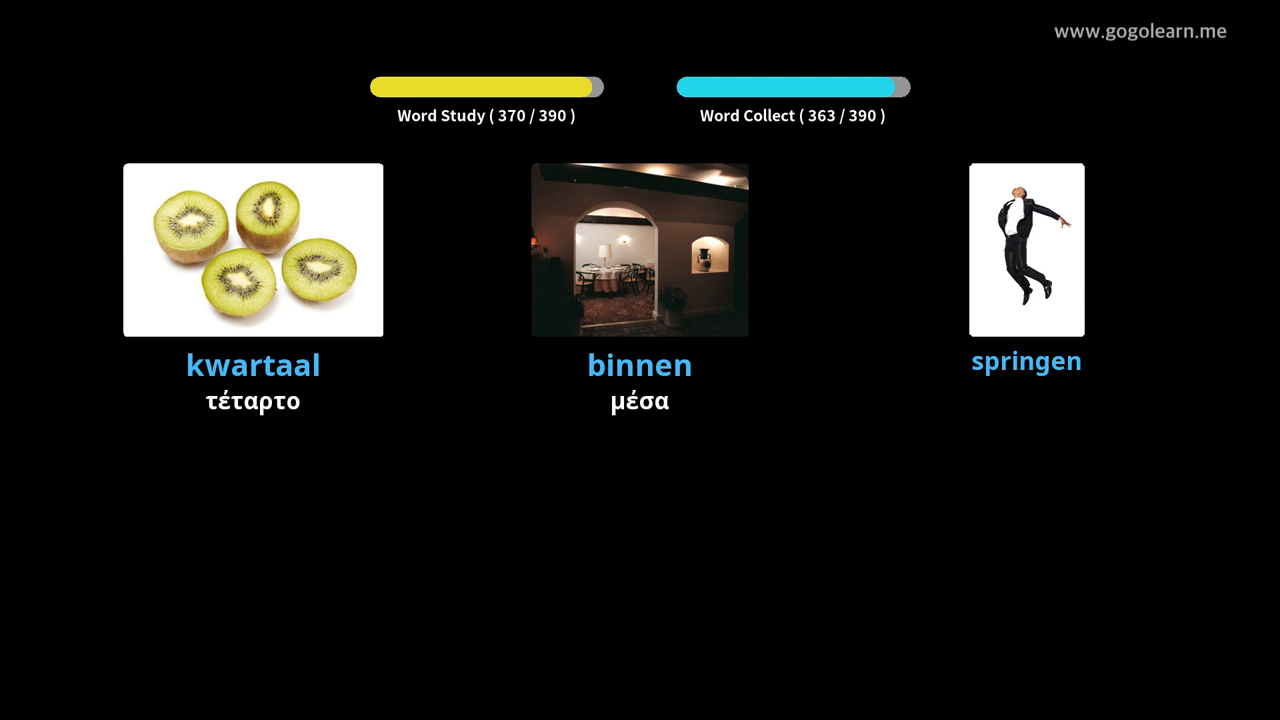 www.gogolearn.me
Word Study ( 370 / 390 )
Word Collect ( 363 / 390 )
kwartaal
τέταρτο
binnen
μέσα
springen